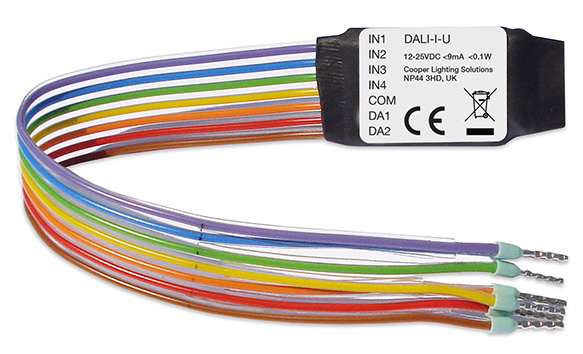 IN1 DALI-I-U
IN2 12-25VDC <9mA <0.1W
IN3 Cooper Lighting Solutions
IN4 NP44 3HD, UK
COM
DA1 CE
DA2